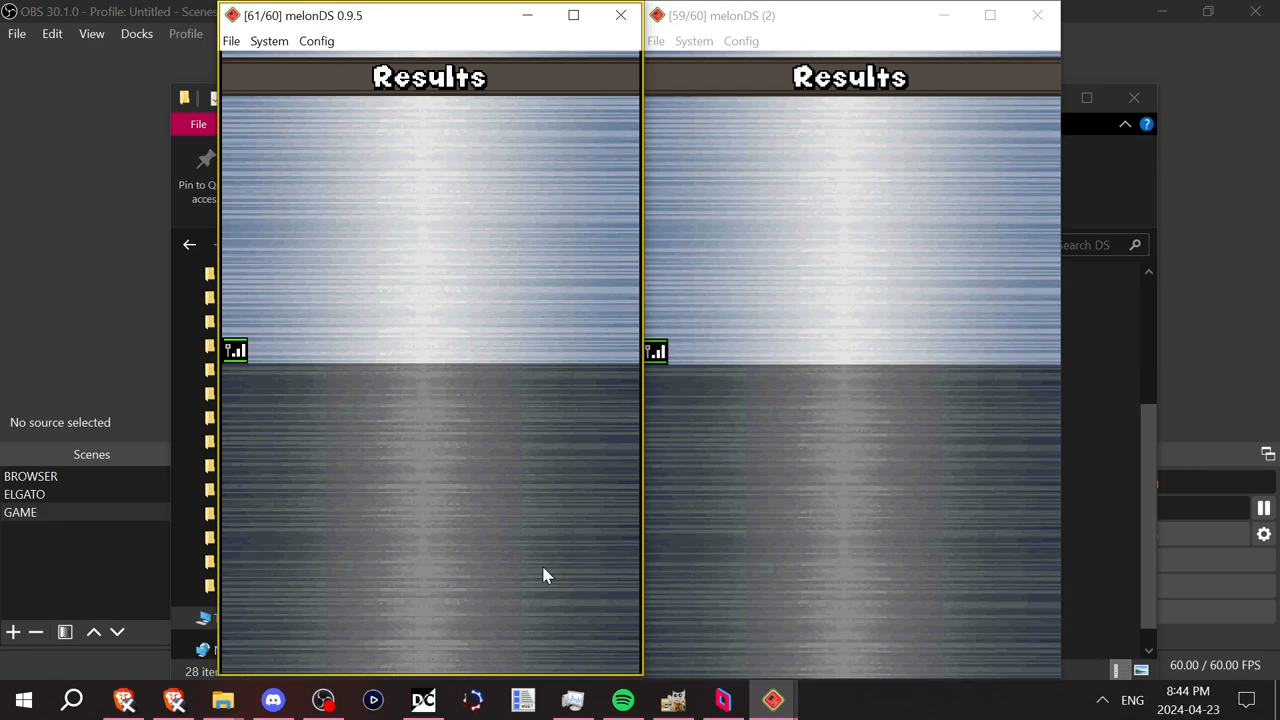 OBS 30.1.0 - Profile: Untitled - Scenes
File Edit View Docks Profile
[61/60] melonDS 0.9.5
File System Config
Results
[59/60] melonDS (2)
File System Config
Results
File
Pin to Q
acces
earch DS
No source selected
Scenes
BROWSER
ELGATO
GAME
28 ite
60.00 / 60.00 FPS
ENG
8:44 PM
2024-04-23